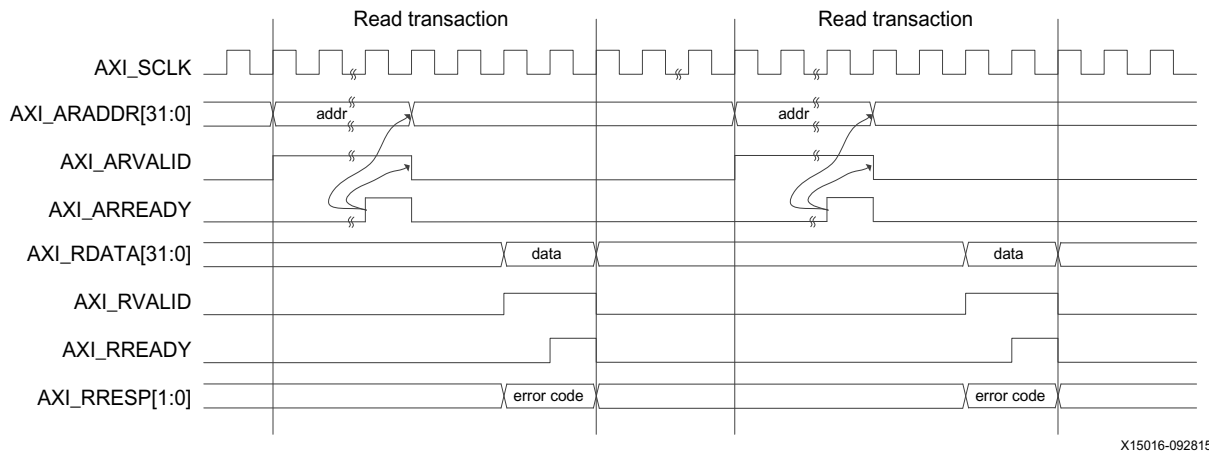 Read transaction Read transaction
AXI_SCLK
AXI_ARADDR[31:0] addr addr
AXI_ARVALID
AXI_ARREADY
AXI_RDATA[31:0] data data
AXI_RVALID
AXI_RREADY
AXI_RRESP[1:0] error code error code
X15016-092815